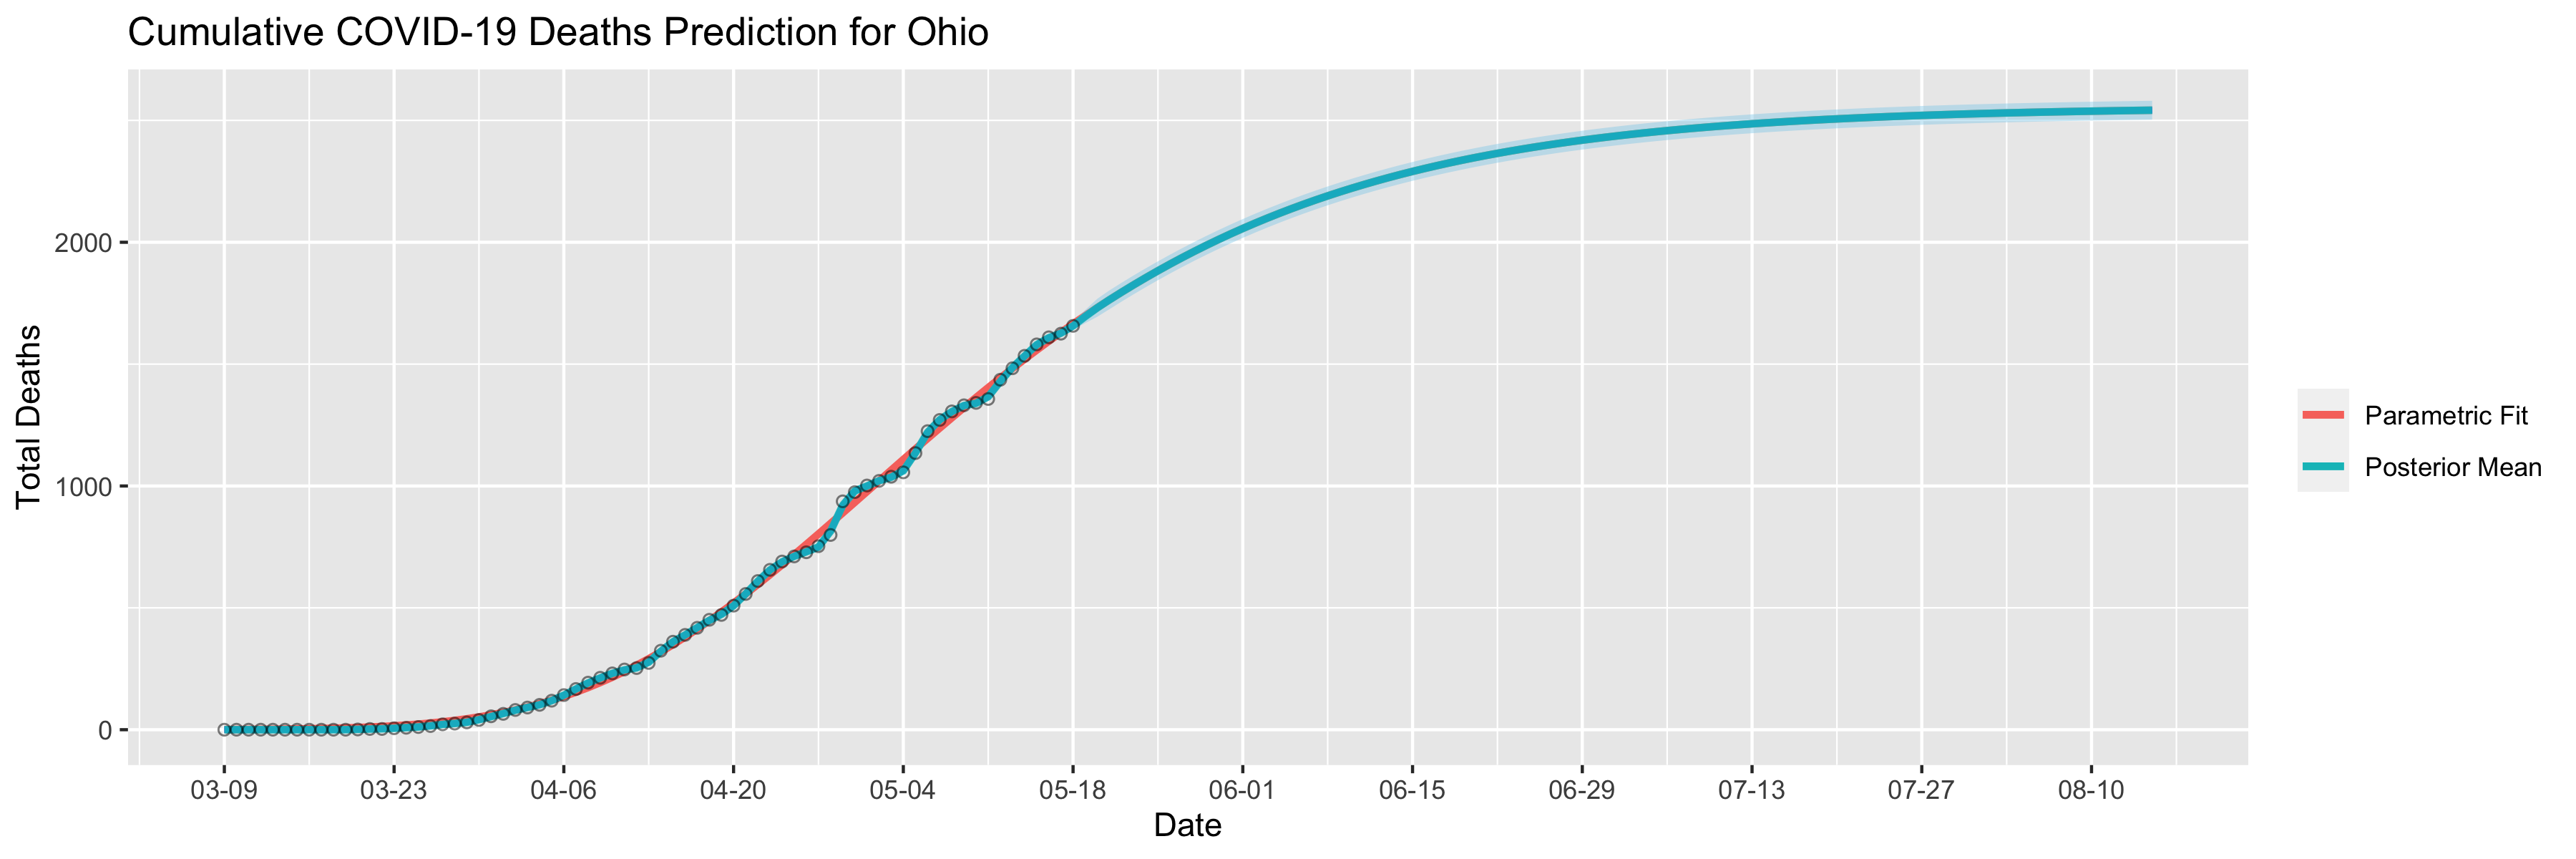 Cumulative COVID-19 Deaths Prediction for Ohio
Total Deaths
2000
1000
0
03-09 03-23 04-06 04-20 05-04 05-18 06-01 06-15 06-29 07-13 07-27 08-10
Date
Parametric Fit
Posterior Mean